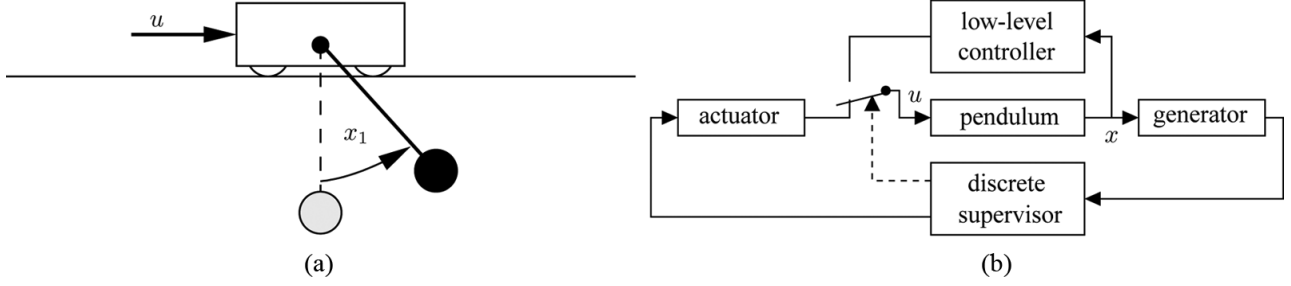 u
x₁
(a)
low-level
controller
actuator
u
pendulum
x
generator
discrete
supervisor
(b)